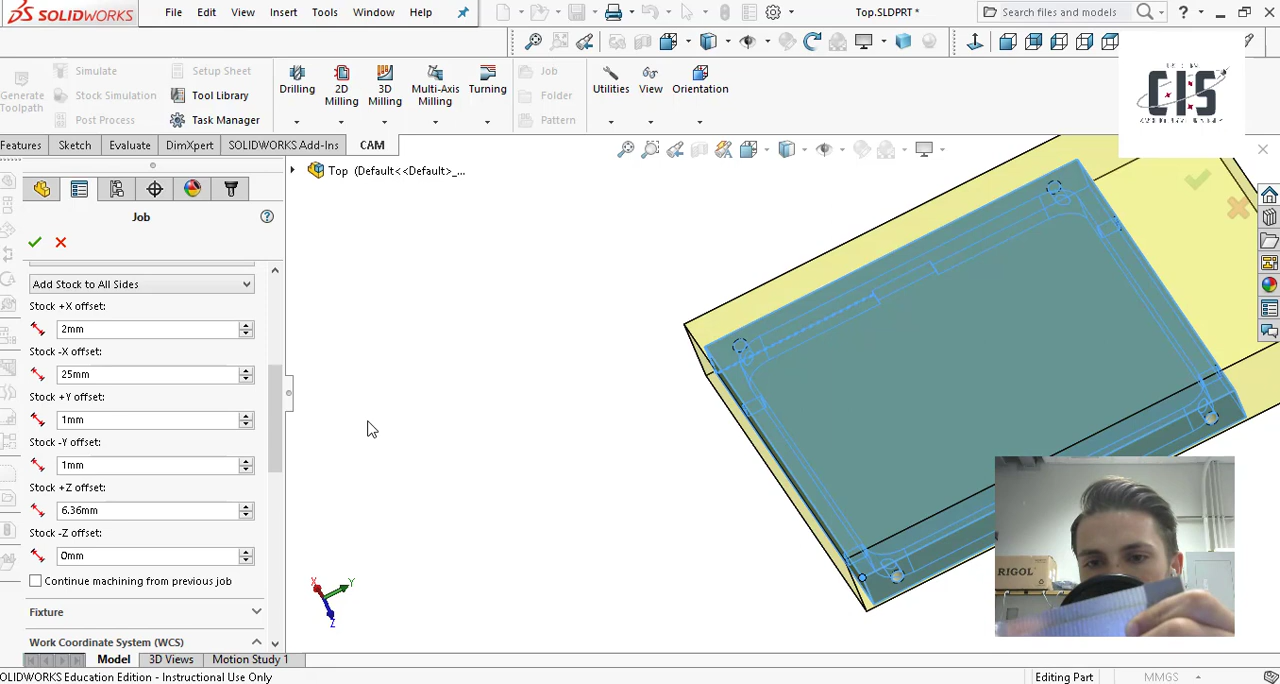 SOLIDWORKS
File Edit View Insert Tools Window Help
Top.SLDPRT *
Search files and models
?
Generate Toolpath
Simulate
Stock Simulation
Post Process
Setup Sheet
Tool Library
Task Manager
Drilling
2D Milling
3D Milling
Multi-Axis Milling
Turning
Job
Folder
Pattern
Utilities
View
Orientation
CIS
Features Sketch Evaluate DimXpert SOLIDWORKS Add-Ins CAM
Top (Default<<Default>_...
Job
?
Add Stock to All Sides
Stock +X offset:
2mm
Stock -X offset:
25mm
Stock +Y offset:
1mm
Stock -Y offset:
1mm
Stock +Z offset:
6.36mm
Stock -Z offset:
0mm
Fixture
Work Coordinate System (WCS)
X
Y
Z
RIGOL
Model 3D Views Motion Study 1
OLIDWORKS Education Edition - Instructional Use Only
Editing Part
MMGS